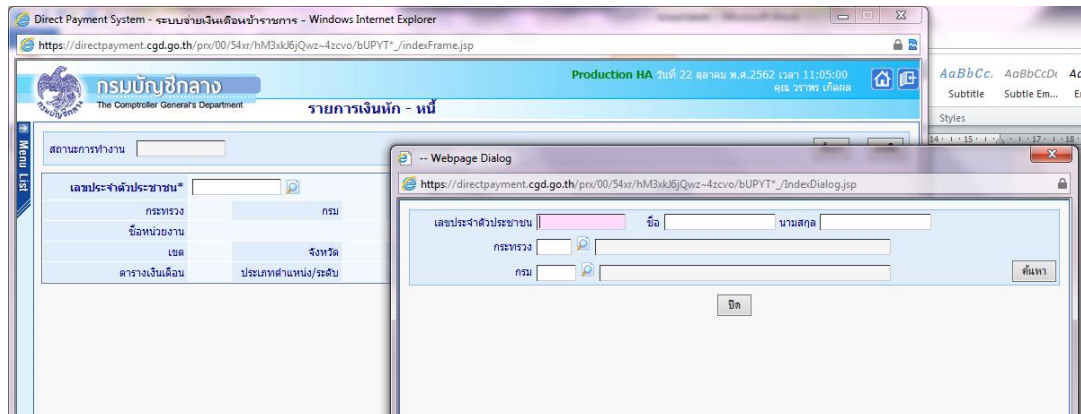 Direct Payment System - ระบบจ่ายเงินเดือนข้าราชการ - Windows Internet Explorer
https://directpayment.cgd.go.th/prx/00/54xr/hM3xkJ6jQwz~4zcvo/bUPYT*_/indexFrame.jsp
กรมบัญชีกลาง
The Comptroller General's Department
Production HA วันที่ 22 ตุลาคม พ.ศ.2562 เวลา 11:05:00
คุณ วราพร เกิดผล
รายการเงินหัก - หนี้
AaBbCc. AaBbCcDc
Subtitle Subtle Em...
Styles
14 15 17 18
Menu List
สถานะการทำงาน
เลขประจำตัวประชาชน*
กระทรวง กรม
ชื่อหน่วยงาน
เขต จังหวัด
ตารางเงินเดือน ประเภทตำแหน่ง/ระดับ
-- Webpage Dialog
https://directpayment.cgd.go.th/prx/00/54xr/hM3xkJ6jQwz~4zcvo/bUPYT*_/IndexDialog.jsp
เลขประจำตัวประชาชน ชื่อ นามสกุล
กระทรวง
กรม
ค้นหา
ปิด